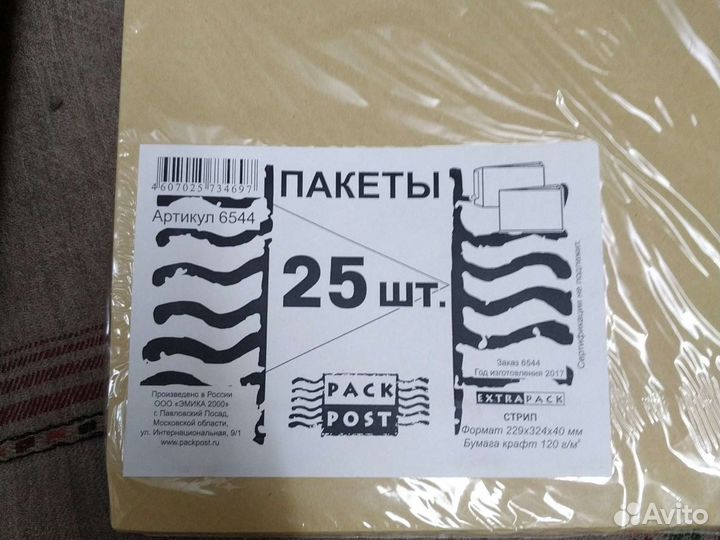 4607025734697
Артикул 6544
ПАКЕТЫ
25 шт.
Сертификации не подлежит.
Заказ 6544
Год изготовления 2017
Произведено в России
ООО «ЭМИКА 2000»
г. Павловский Посад,
Московской области,
ул. Интернациональная, 9/1
www.packpost.ru
PACK
POST
EXTRAPACK
СТРИП
Формат 229х324х40 мм
Бумага крафт 120 г/м²
Avito